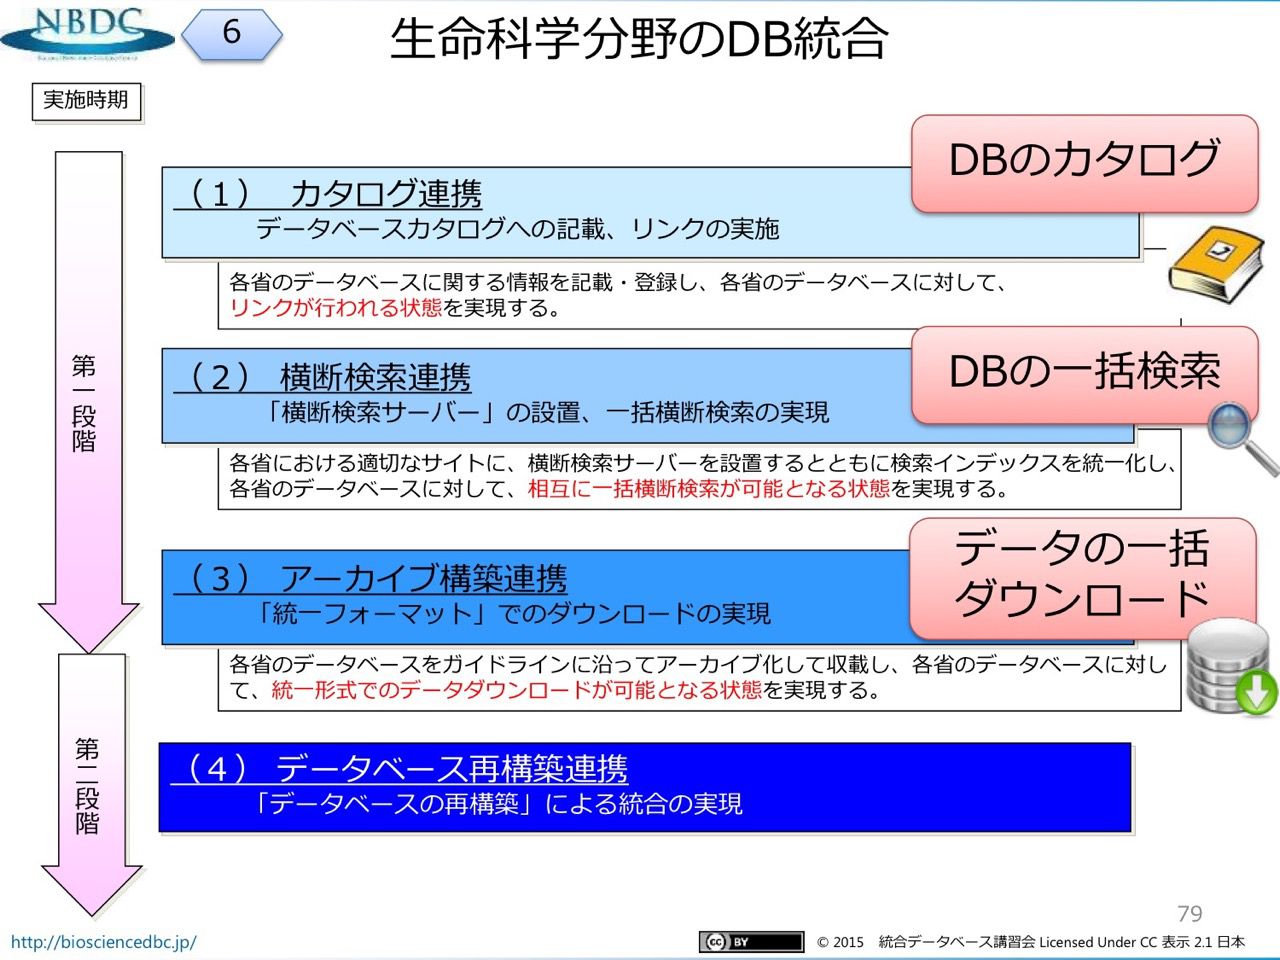 NBDC
6
生命科学分野のDB統合
実施時期
DBのカタログ
（1） カタログ連携
データベースカタログへの記載、リンクの実施
各省のデータベースに関する情報を記載・登録し、各省のデータベースに対して、
リンクが行われる状態を実現する。
第一段階
DBの一括検索
（2） 横断検索連携
「横断検索サーバー」の設置、一括横断検索の実現
各省における適切なサイトに、横断検索サーバーを設置するとともに検索インデックスを統一化し、
各省のデータベースに対して、相互に一括横断検索が可能となる状態を実現する。
データの一括
ダウンロード
（3） アーカイブ構築連携
「統一フォーマット」でのダウンロードの実現
各省のデータベースをガイドラインに沿ってアーカイブ化して収載し、各省のデータベースに対し
て、統一形式でのデータダウンロードが可能となる状態を実現する。
第二段階
（4） データベース再構築連携
「データベースの再構築」による統合の実現
79
http://biosciencedbc.jp/
cc BY
© 2015 統合データベース講習会 Licensed Under CC 表示 2.1 日本